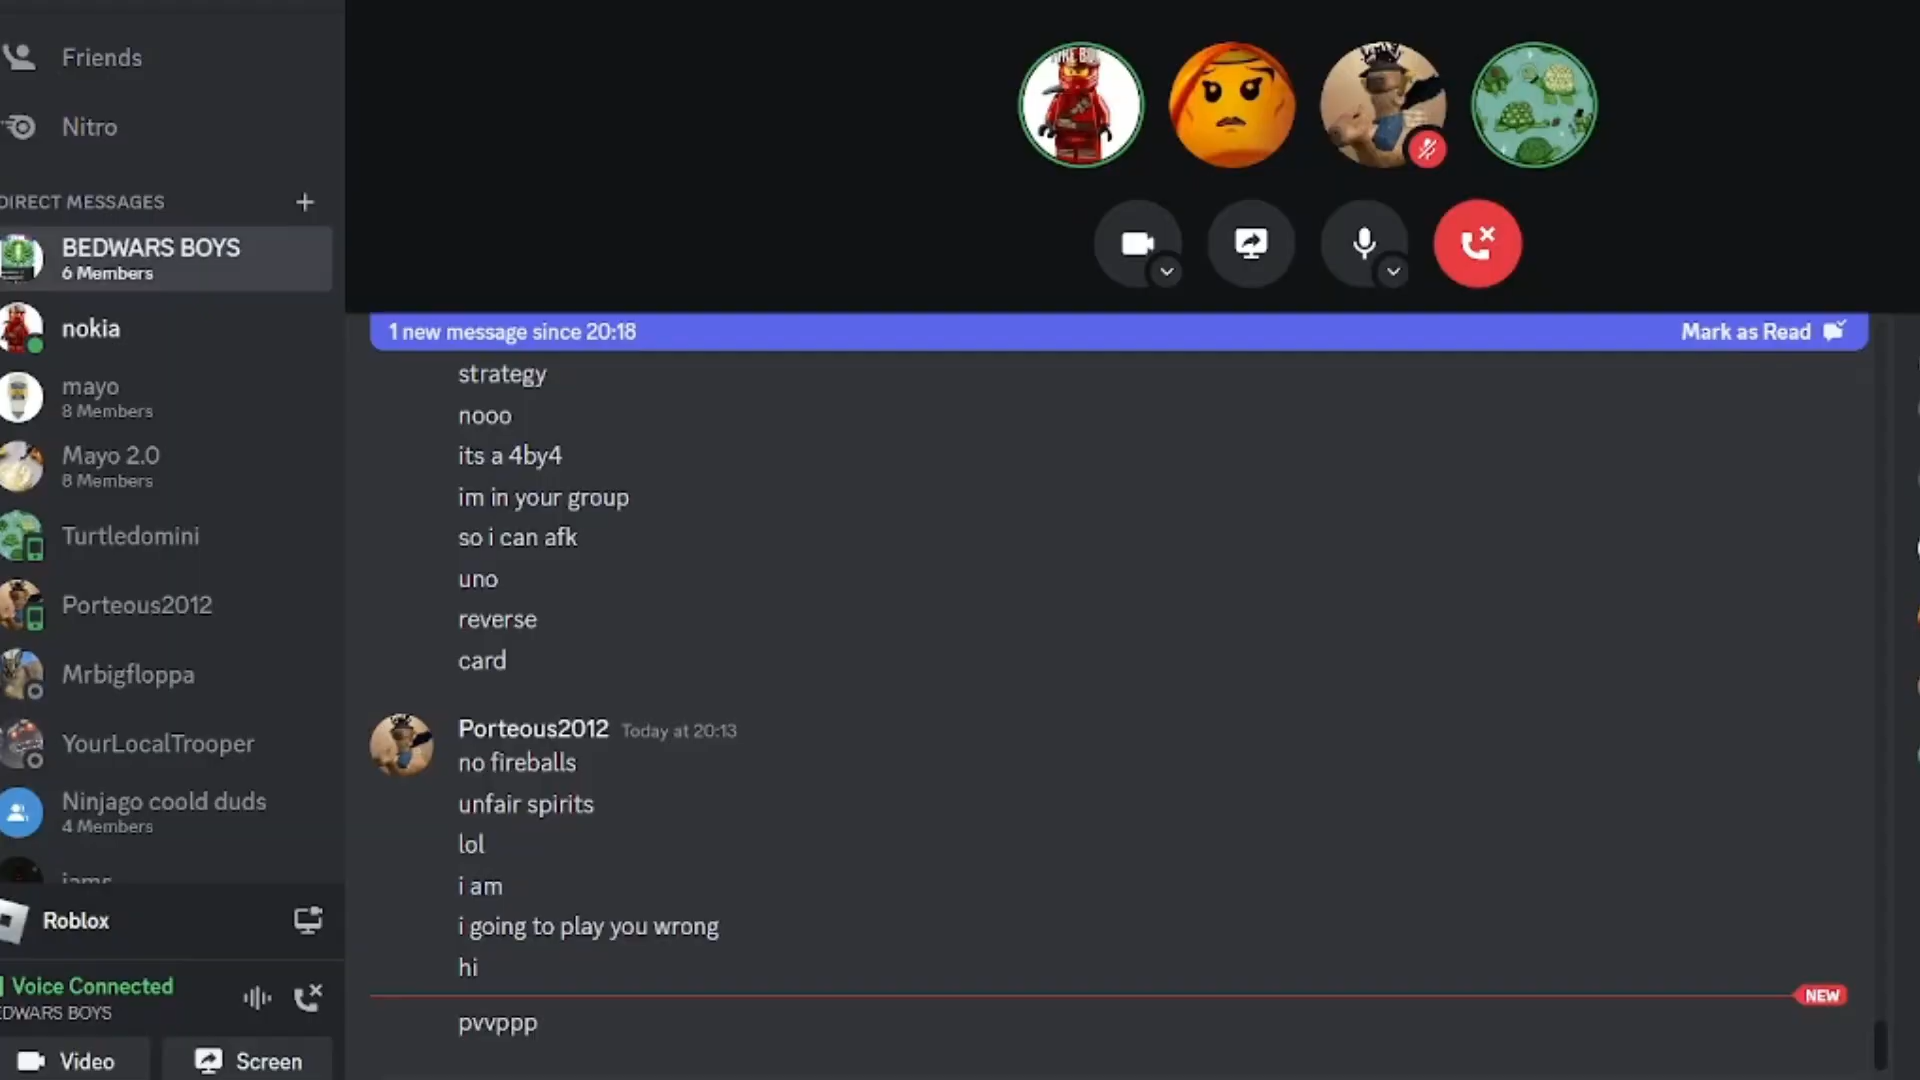 Friends
Nitro
DIRECT MESSAGES
BEDWARS BOYS
6 Members
nokia
mayo
8 Members
Mayo 2.0
8 Members
Turtledomini
Porteous2012
Mrbigfloppa
YourLocalTrooper
Ninjago coold duds
4 Members
Roblox
Voice Connected
EDWARS BOYS
Video
Screen
1 new message since 20:18
Mark as Read
strategy
nooo
its a 4by4
im in your group
so i can afk
uno
reverse
card
Porteous2012 Today at 20:13
no fireballs
unfair spirits
lol
i am
i going to play you wrong
hi
NEW
pvvppp